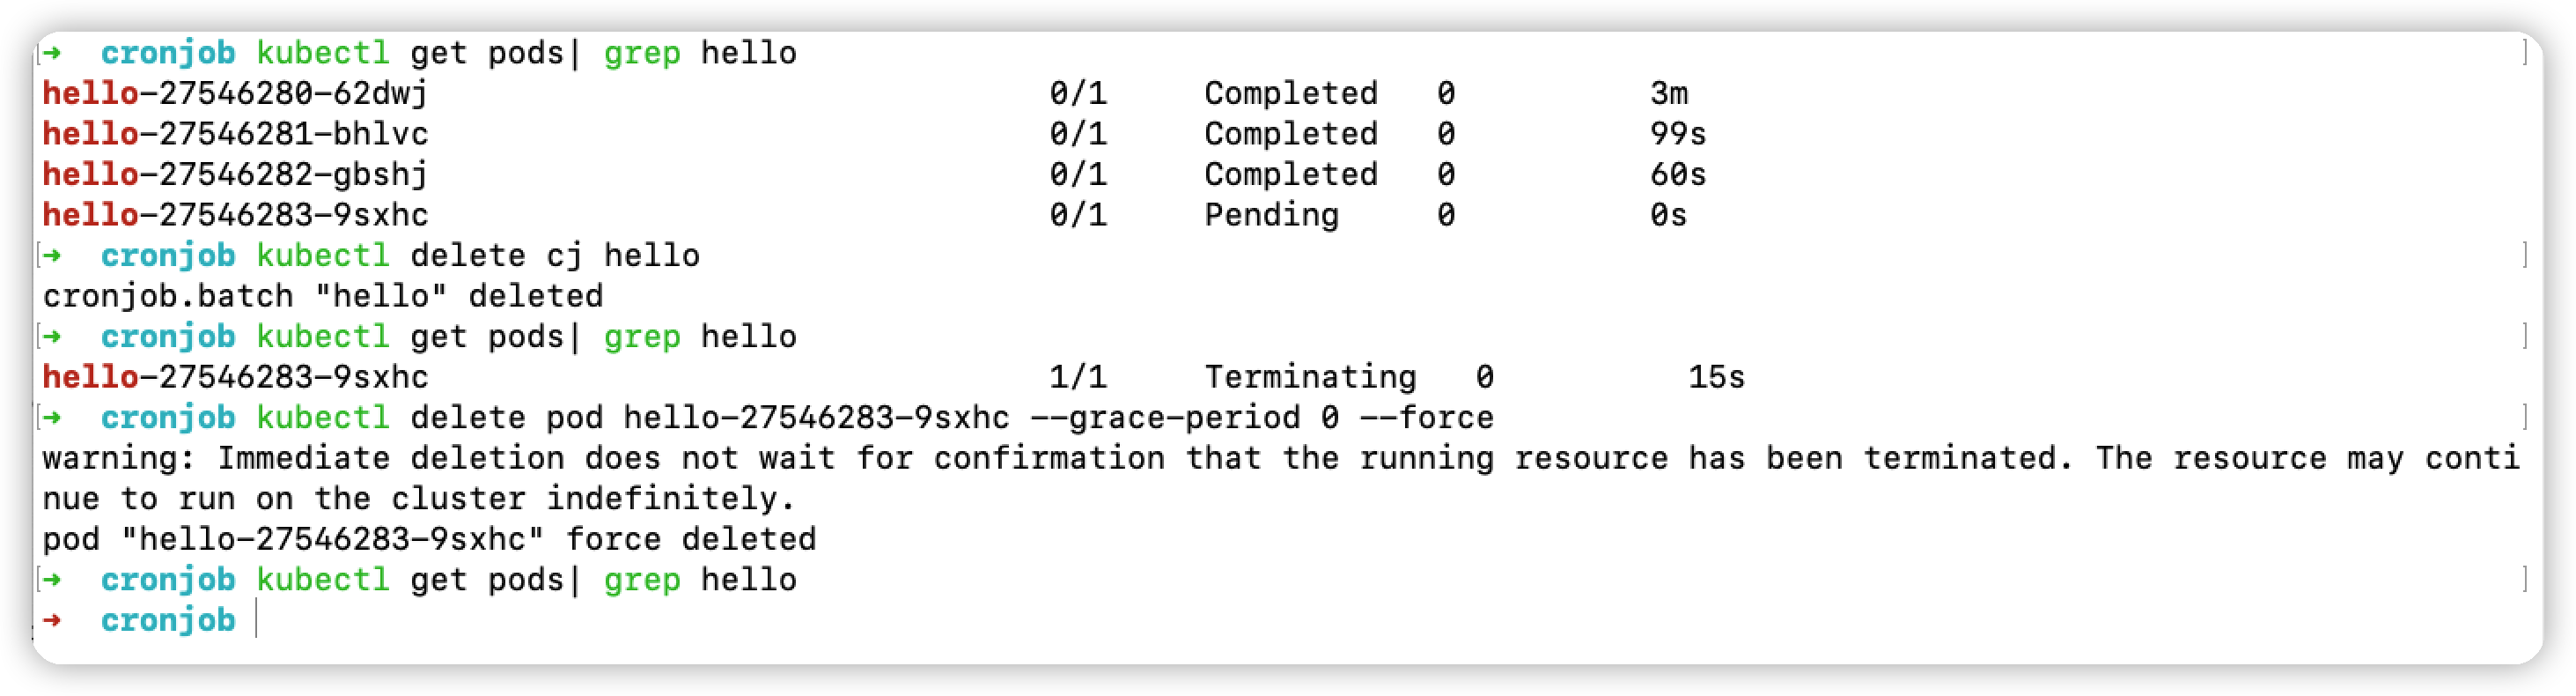 → cronjob kubectl get pods| grep hello
hello-27546280-62dwj 0/1 Completed 0 3m
hello-27546281-bhlvc 0/1 Completed 0 99s
hello-27546282-gbshj 0/1 Completed 0 60s
hello-27546283-9sxhc 0/1 Pending 0 0s
→ cronjob kubectl delete cj hello
cronjob.batch "hello" deleted
→ cronjob kubectl get pods| grep hello
hello-27546283-9sxhc 1/1 Terminating 0 15s
→ cronjob kubectl delete pod hello-27546283-9sxhc --grace-period 0 --force
warning: Immediate deletion does not wait for confirmation that the running resource has been terminated. The resource may conti
nue to run on the cluster indefinitely.
pod "hello-27546283-9sxhc" force deleted
→ cronjob kubectl get pods| grep hello
→ cronjob